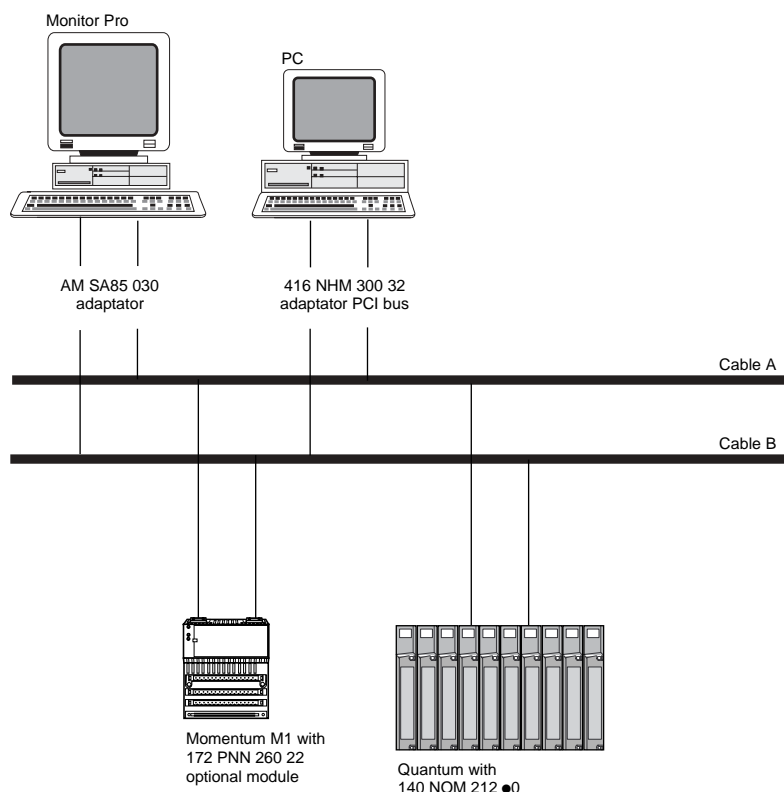 Monitor Pro
PC
AM SA85 030
adaptator
416 NHM 300 32
adaptator PCI bus
Cable A
Cable B
Momentum M1 with
172 PNN 260 22
optional module
Quantum with
140 NOM 212 ●0